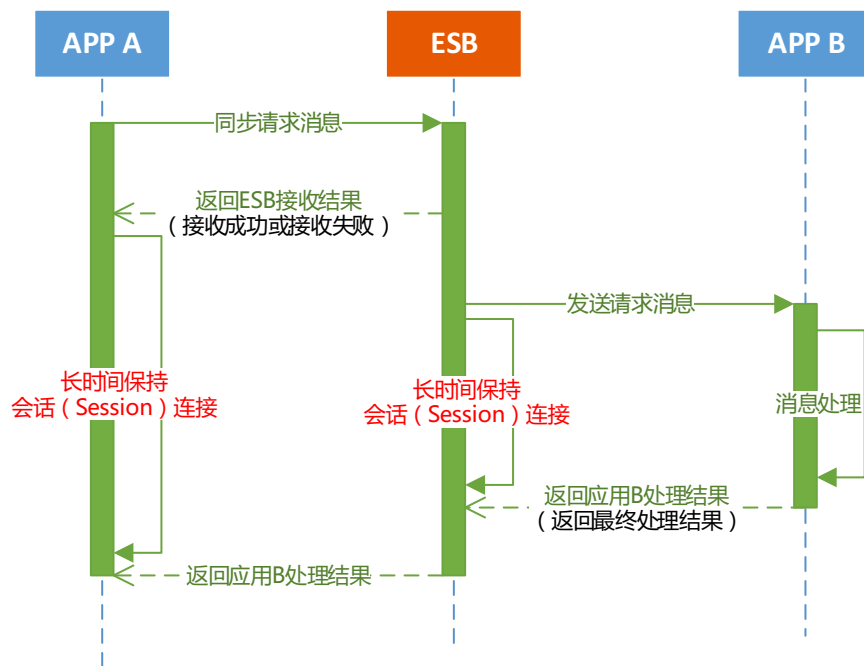 APP A
ESB
APP B
同步请求消息
返回ESB接收结果
（接收成功或接收失败）
发送请求消息
长时间保持
会话（Session）连接
长时间保持
会话（Session）连接
消息处理
返回应用B处理结果
（返回最终处理结果）
返回应用B处理结果